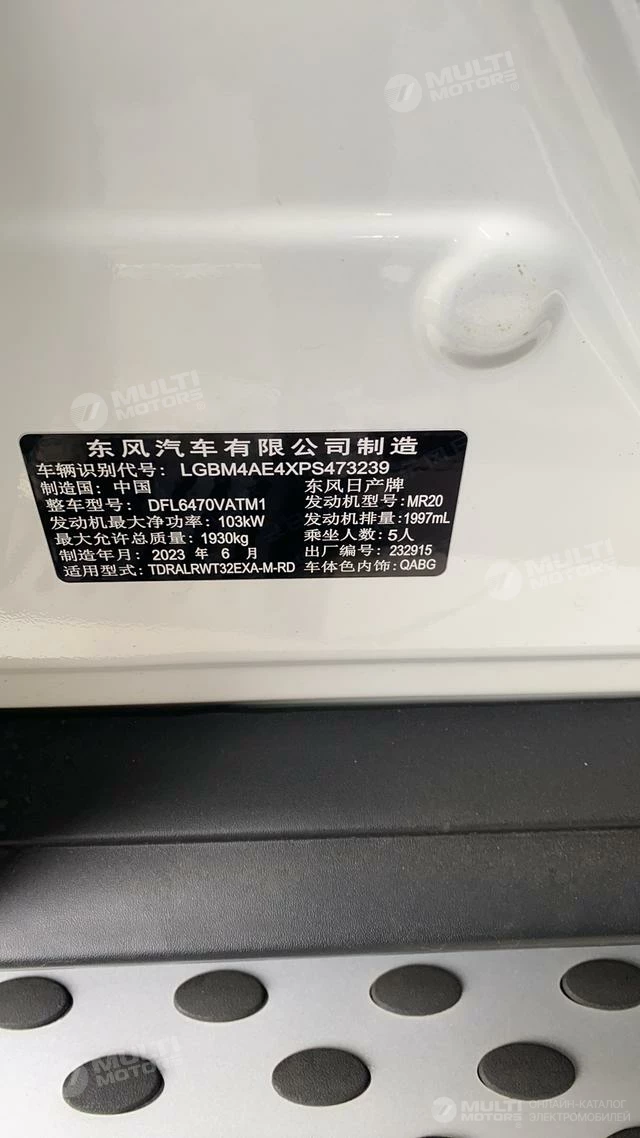 MULTI
MOTORS®
MULTI
MOTORS
东风汽车有限公司制造
车辆识别代号: LGBM4AE4XPS473239
制造国: 中国 东风日产牌
整车型号: DFL6470VATM1 发动机型号: MR20
发动机最大净功率: 103kW 发动机排量: 1997mL
最大允许总质量: 1930kg 乘坐人数: 5人
制造年月: 2023 年 6 月 出厂编号: 232915
适用型式: TDRALRWT32EXA-M-RD 车体色内饰: QABG
MULTI
MOTORS
MULTI
MOTORS
MULTI
MOTORS
ОНЛАЙН-КАТАЛОГ
ЭЛЕКТРОМОБИЛЕЙ